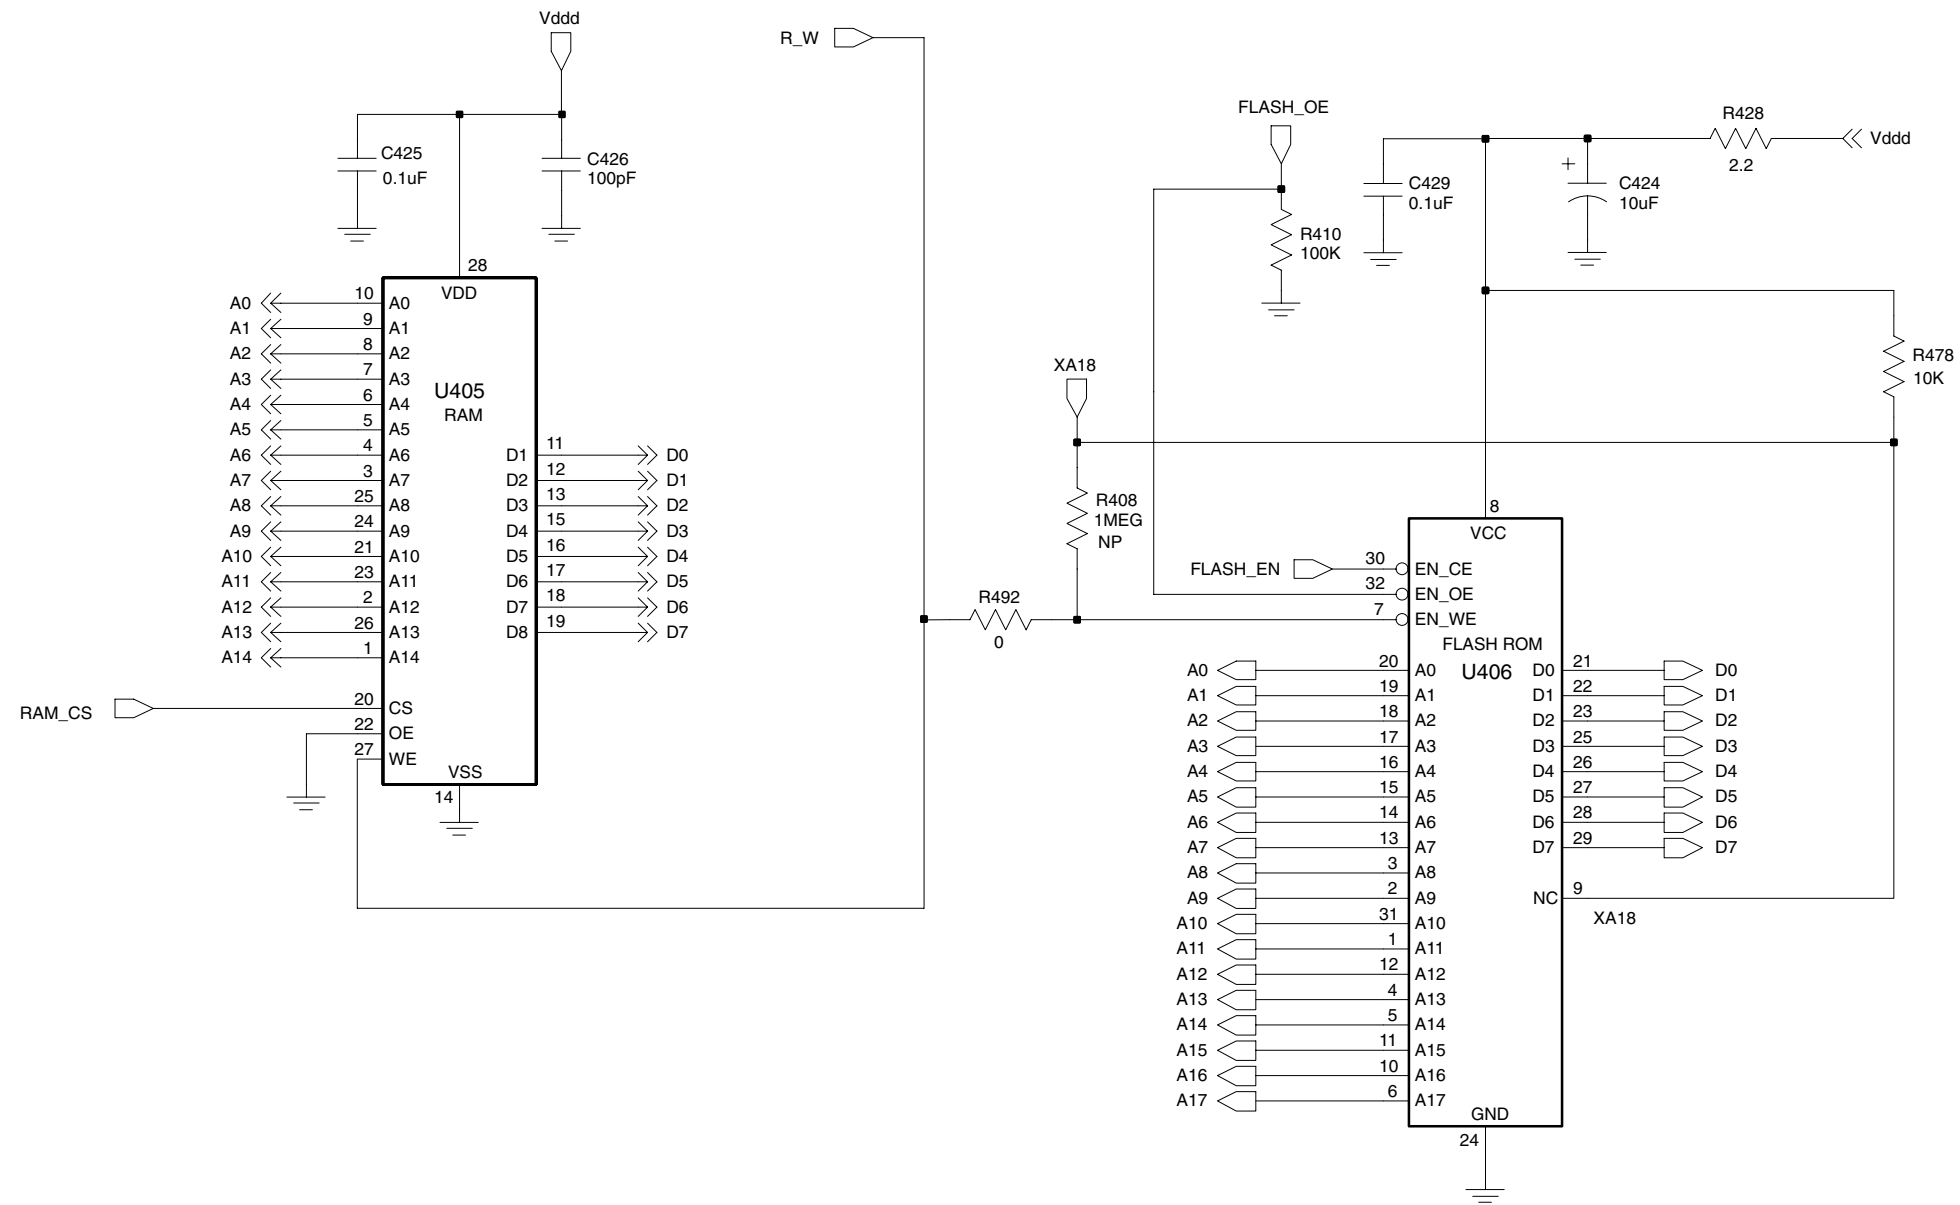 Vddd
R_W
FLASH_OE
R428
2.2
Vddd
C425
0.1uF
C426
100pF
C429
0.1uF
+
C424
10uF
R410
100K
R478
10K
XA18
R408
1MEG
NP
R492
0
28
VDD
U405
RAM
A0 10 A0
A1 9 A1
A2 8 A2
A3 7 A3
A4 6 A4
A5 5 A5
A6 4 A6 D1 11 D0
A7 3 A7 D2 12 D1
A8 25 A8 D3 13 D2
A9 24 A9 D4 15 D3
A10 21 A10 D5 16 D4
A11 23 A11 D6 17 D5
A12 2 A12 D7 18 D6
A13 26 A13 D8 19 D7
A14 1 A14
RAM_CS 20 CS
22 OE
27 WE
VSS
14
8
VCC
FLASH_EN 30 EN_CE
32 EN_OE
7 EN_WE
FLASH ROM
U406
A0 20 A0 D0 21 D0
A1 19 A1 D1 22 D1
A2 18 A2 D2 23 D2
A3 17 A3 D3 25 D3
A4 16 A4 D4 26 D4
A5 15 A5 D5 27 D5
A6 14 A6 D6 28 D6
A7 13 A7 D7 29 D7
A8 3 A8
A9 2 A9 NC 9
XA18
A10 31 A10
A11 1 A11
A12 12 A12
A13 4 A13
A14 5 A14
A15 11 A15
A16 10 A16
A17 6 A17
GND
24